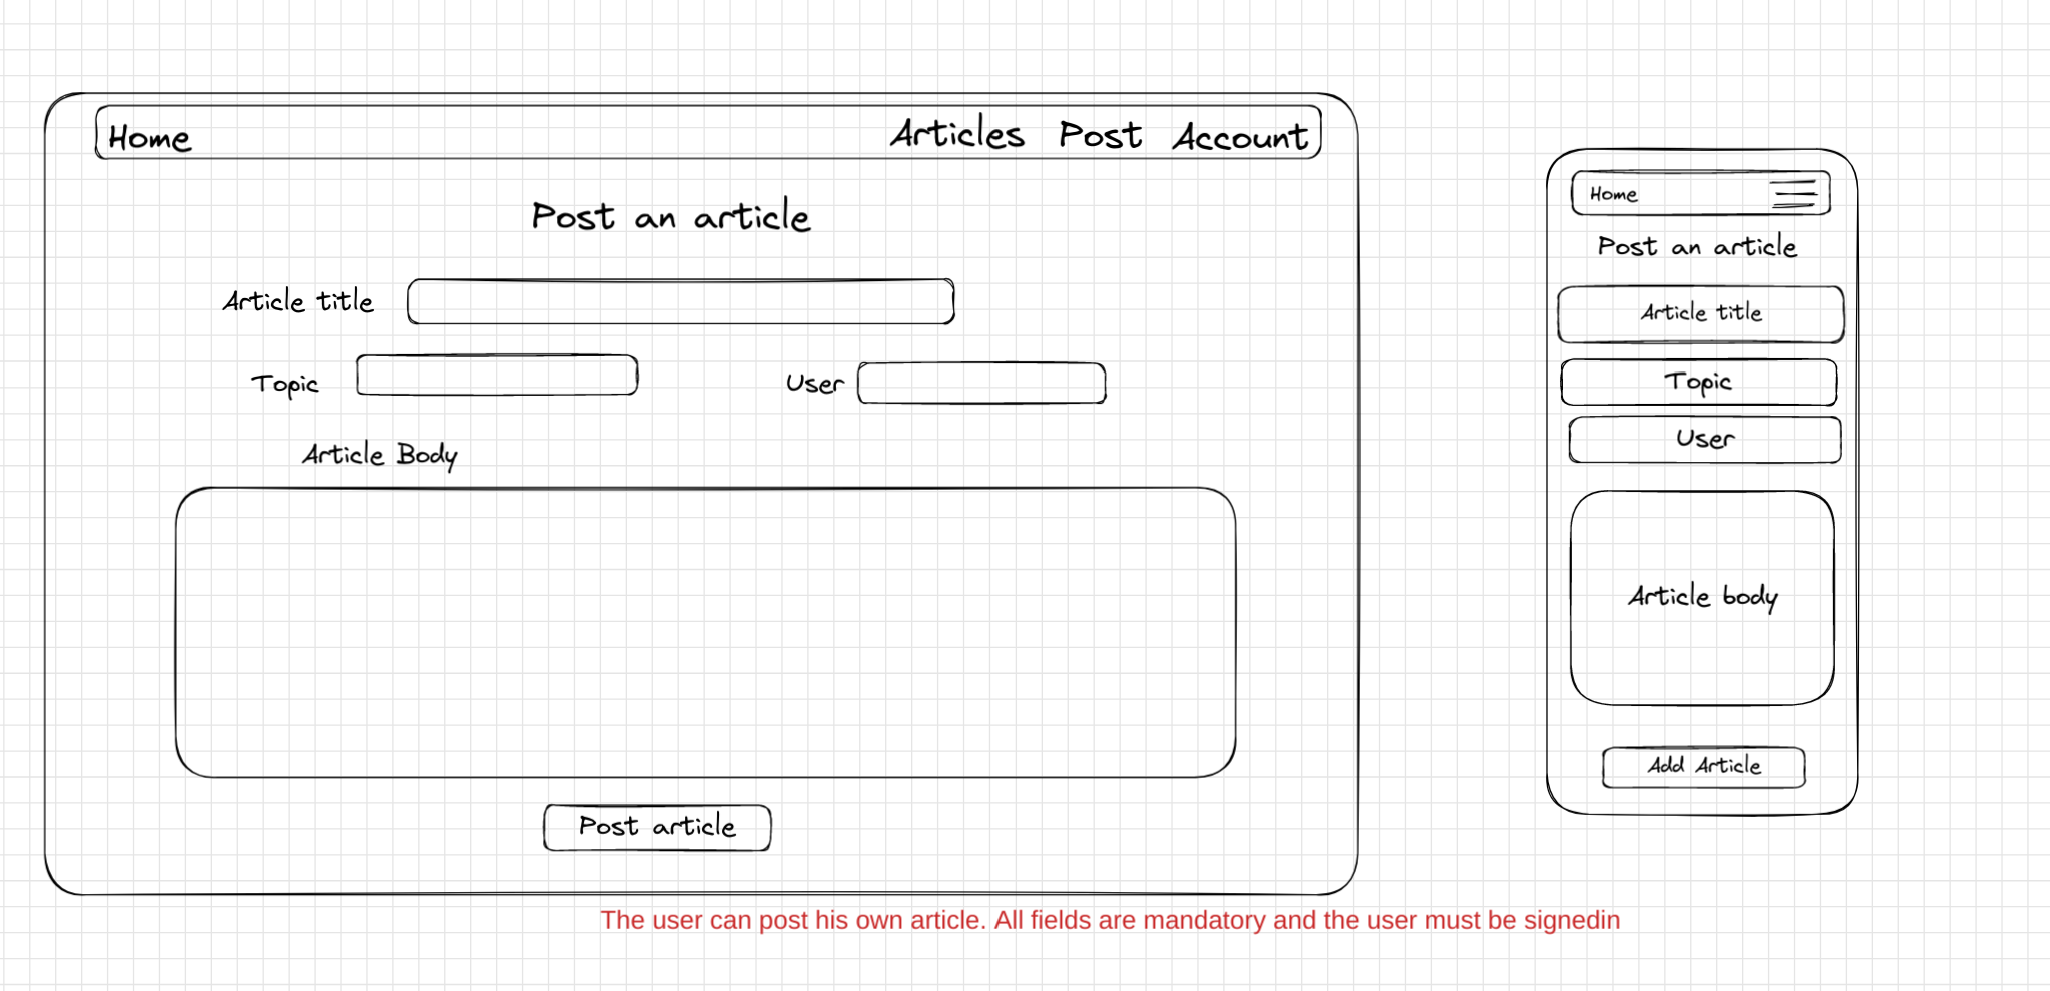 Home Articles Post Account
Post an article
Article title
Topic User
Article Body
Post article
Home
Post an article
Article title
Topic
User
Article body
Add Article
The user can post his own article. All fields are mandatory and the user must be signedin